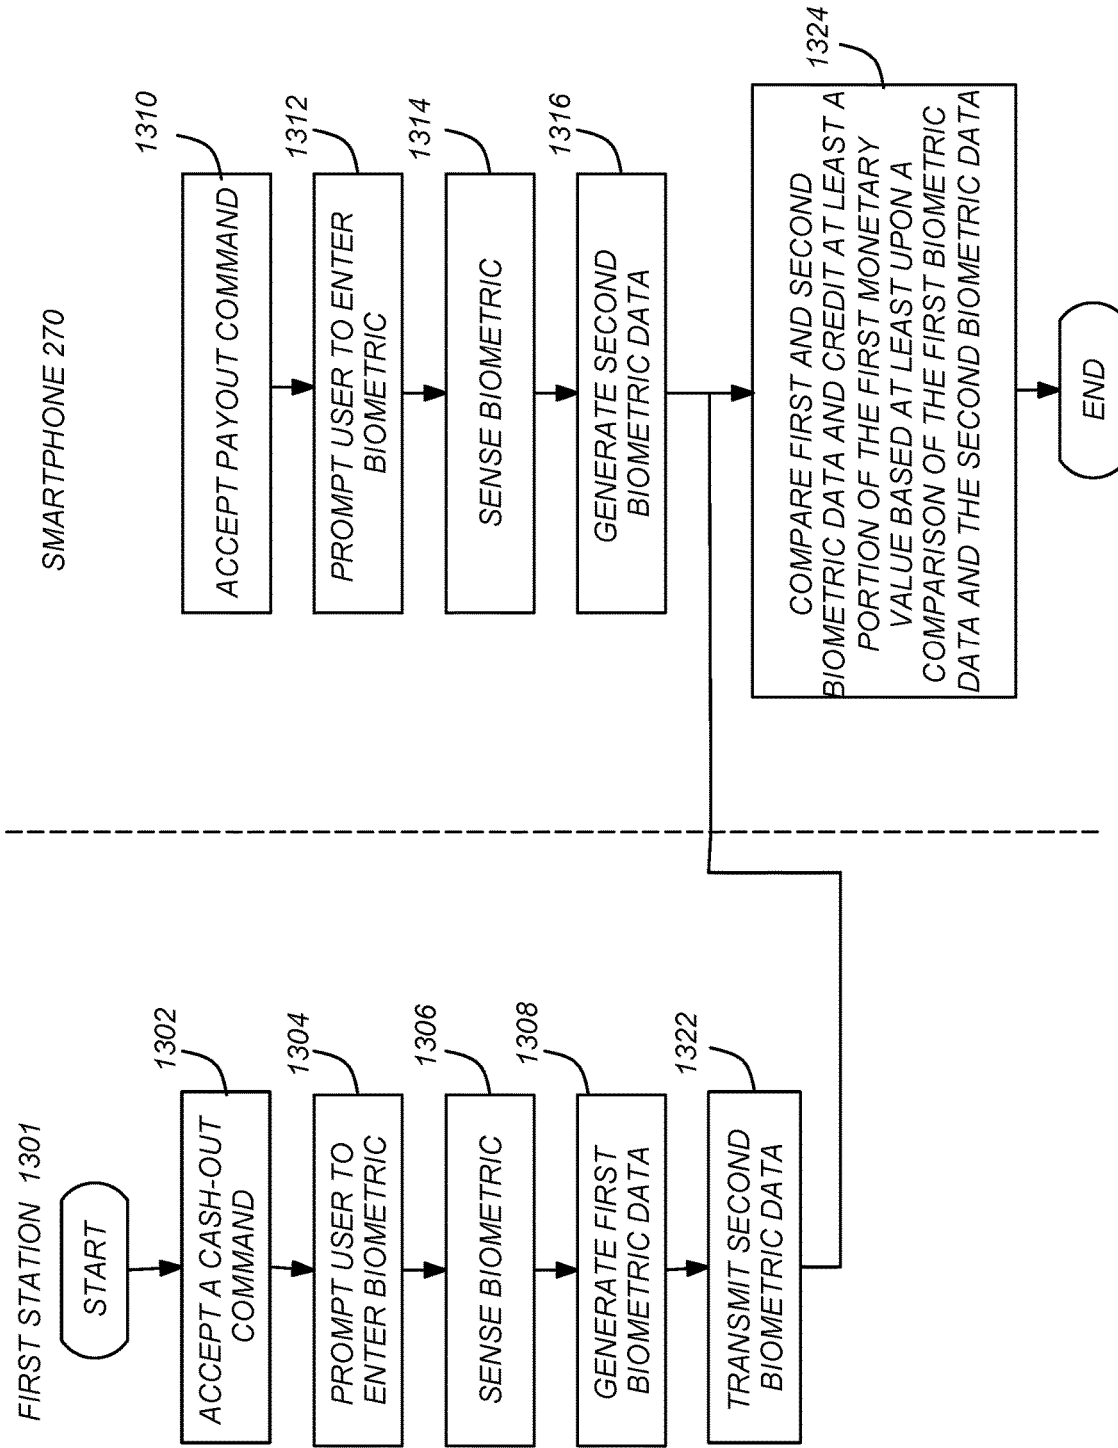 FIRST STATION 1301
START
1302
ACCEPT A CASH-OUT
COMMAND
1304
PROMPT USER TO
ENTER BIOMETRIC
1306
SENSE BIOMETRIC
1308
GENERATE FIRST
BIOMETRIC DATA
1322
TRANSMIT SECOND
BIOMETRIC DATA
SMARTPHONE 270
1310
ACCEPT PAYOUT COMMAND
1312
PROMPT USER TO ENTER
BIOMETRIC
1314
SENSE BIOMETRIC
1316
GENERATE SECOND
BIOMETRIC DATA
1324
COMPARE FIRST AND SECOND
BIOMETRIC DATA AND CREDIT AT LEAST A
PORTION OF THE FIRST MONETARY
VALUE BASED AT LEAST UPON A
COMPARISON OF THE FIRST BIOMETRIC
DATA AND THE SECOND BIOMETRIC DATA
END